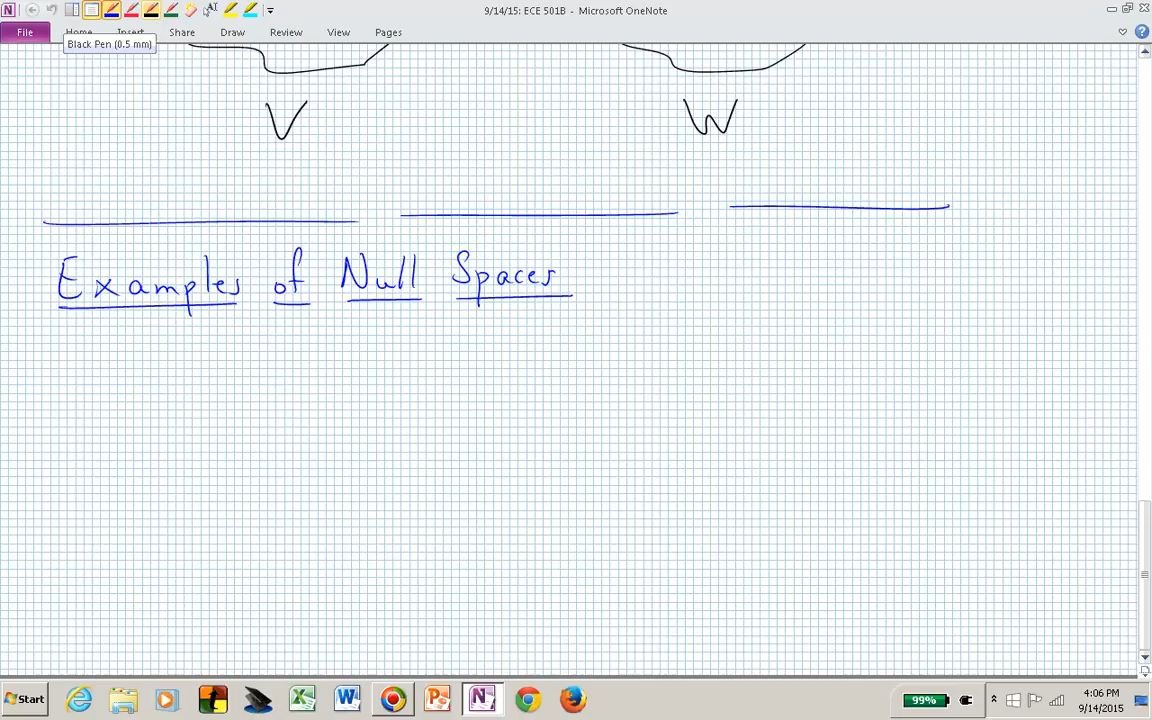 9/14/15: ECE 501B - Microsoft OneNote
File Home Insert Share Draw Review View Pages
Black Pen (0.5 mm)
V W
Examples of Null Spaces
Start 99% 4:06 PM
9/14/2015